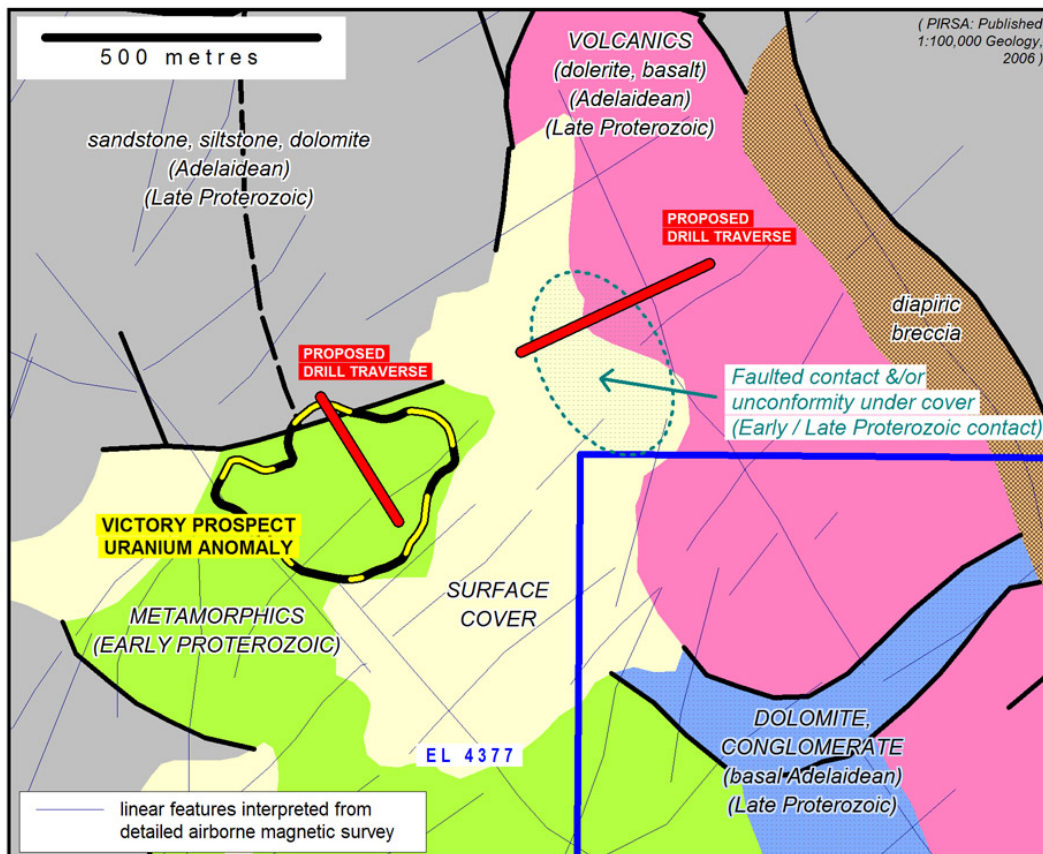 500 metres
( PIRSA: Published
1:100,000 Geology,
2006 )
VOLCANICS
(dolerite, basalt)
(Adelaidean)
(Late Proterozoic)
sandstone, siltstone, dolomite
(Adelaidean)
(Late Proterozoic)
PROPOSED
DRILL TRAVERSE
diapiric
breccia
PROPOSED
DRILL TRAVERSE
Faulted contact &/or
unconformity under cover
(Early / Late Proterozoic contact)
VICTORY PROSPECT
URANIUM ANOMALY
SURFACE
COVER
METAMORPHICS
(EARLY PROTEROZOIC)
DOLOMITE,
CONGLOMERATE
(basal Adelaidean)
(Late Proterozoic)
EL 4377
linear features interpreted from
detailed airborne magnetic survey